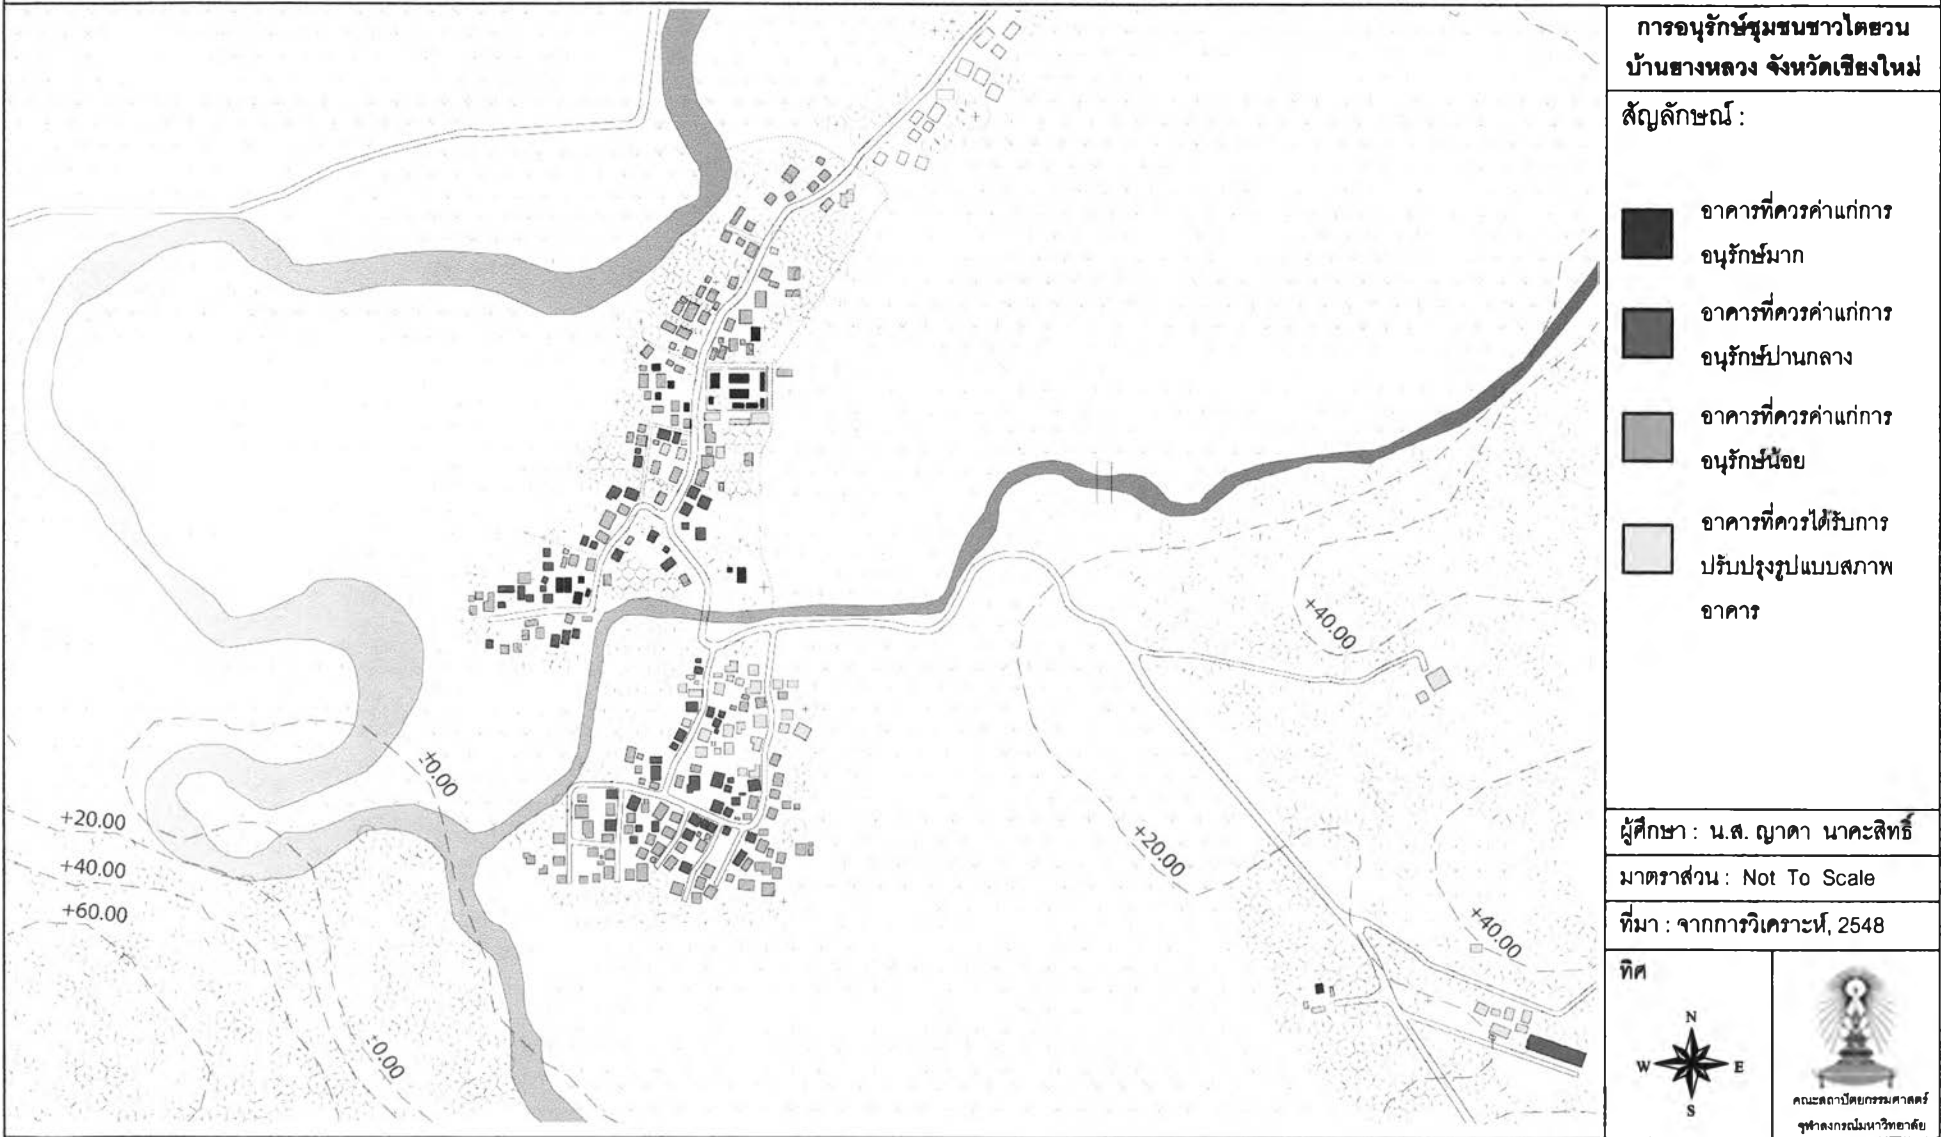 การอนุรักษ์ชุมชนชาวไตยวน
บ้านยางหลวง จังหวัดเชียงใหม่
สัญลักษณ์ :
อาคารที่ควรค่าแก่การ
อนุรักษ์มาก
อาคารที่ควรค่าแก่การ
อนุรักษ์ปานกลาง
อาคารที่ควรค่าแก่การ
อนุรักษ์น้อย
อาคารที่ควรได้รับการ
ปรับปรุงรูปแบบสภาพ
อาคาร
ผู้ศึกษา : น.ส. ญาดา นาคะสิทธิ์
มาตราส่วน : Not To Scale
ที่มา : จากการวิเคราะห์, 2548
ทิศ
N
W
E
S
คณะสถาปัตยกรรมศาสตร์
จุฬาลงกรณ์มหาวิทยาลัย
+40.00
±0.00
+20.00
+40.00
+60.00
+20.00
+40.00
±0.00